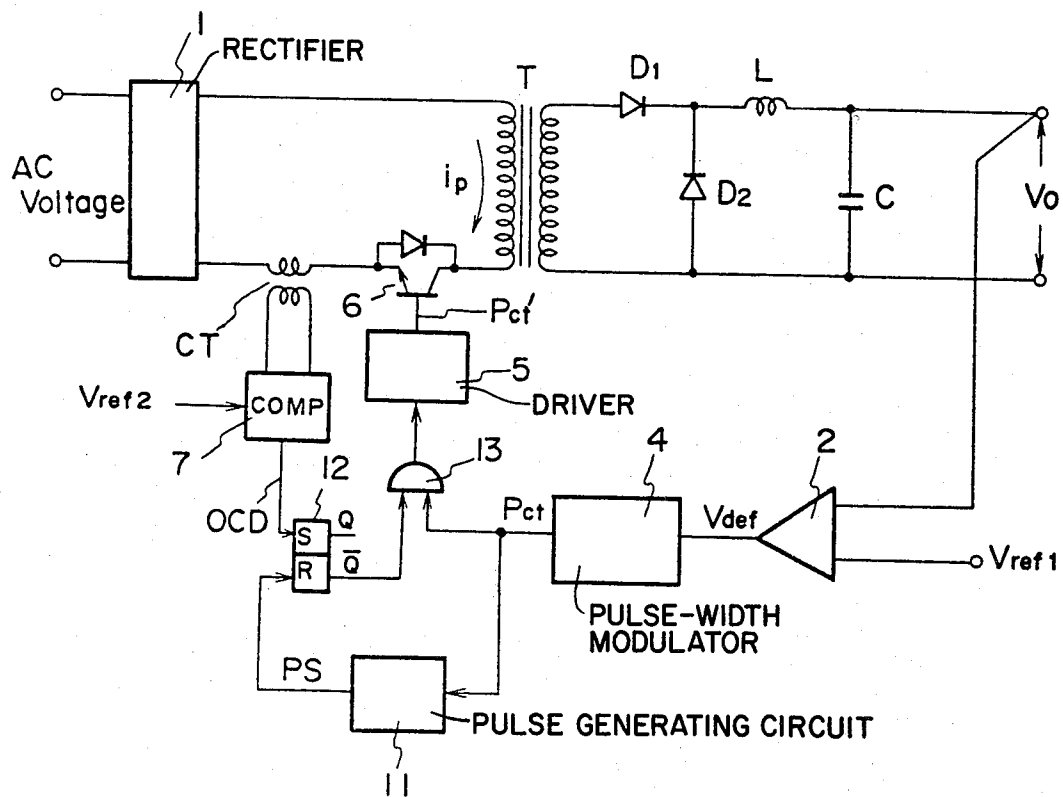 1
RECTIFIER
T
D1
L
AC
Voltage
ip
D2
C
Vo
6
Pct'
CT
5
DRIVER
Vref2
COMP
7
12
13
4
2
OCD
S
Q
Pct
Vdef
R
Q̅
Vref1
PULSE-WIDTH
MODULATOR
PS
PULSE GENERATING CIRCUIT
11